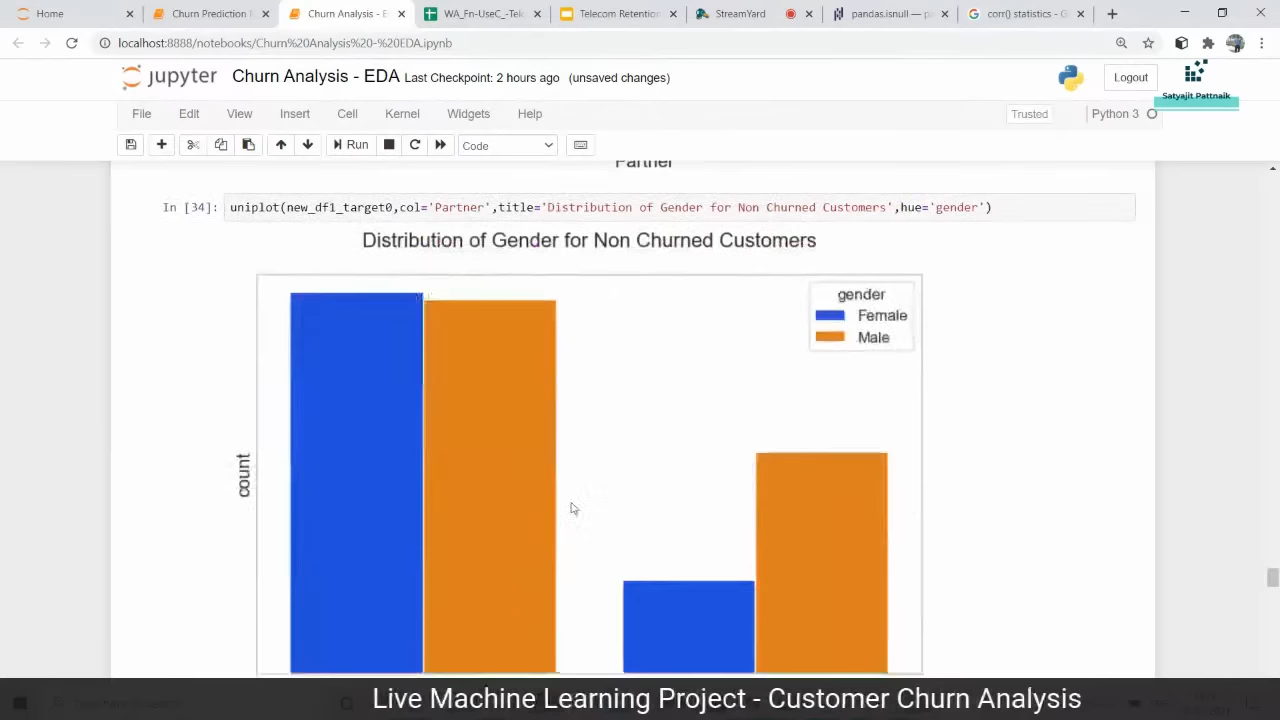 Home
Churn Prediction
Churn Analysis - E
WA_Fn-UseC_-Tel
Telecom Retention
StreamYard
pandas.isnull — p
corr() statistics - G
localhost:8888/notebooks/Churn%20Analysis%20-%20EDA.ipynb
jupyter Churn Analysis - EDA Last Checkpoint: 2 hours ago (unsaved changes)
Logout
Satyajit Pattnaik
File Edit View Insert Cell Kernel Widgets Help
Trusted
Python 3
Run
Code
Partner
In [34]: uniplot(new_df1_target0,col='Partner',title='Distribution of Gender for Non Churned Customers',hue='gender')
Distribution of Gender for Non Churned Customers
gender
Female
Male
count
Live Machine Learning Project - Customer Churn Analysis